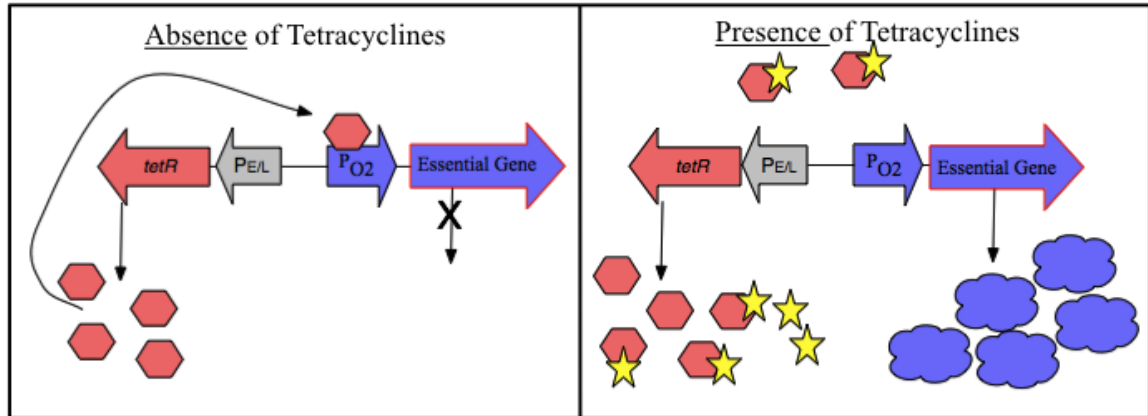 Absence of Tetracyclines
tetR
PE/L
PO2
Essential Gene
X
Presence of Tetracyclines
tetR
PE/L
PO2
Essential Gene